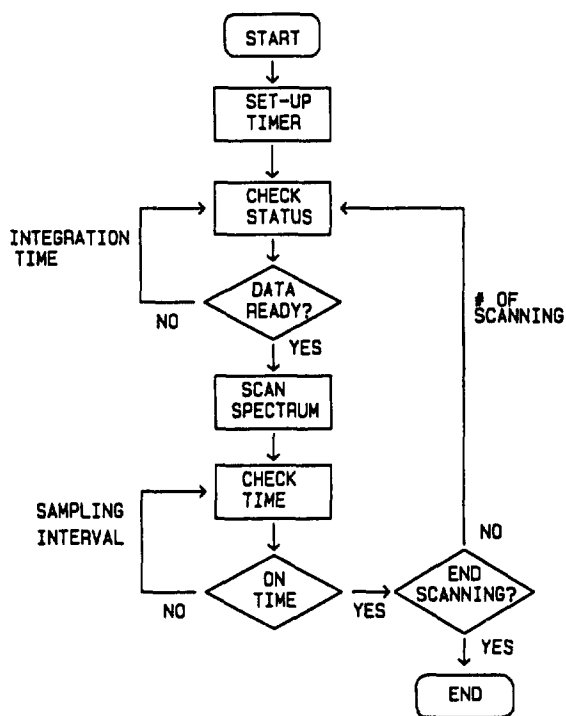 START
SET-UP
TIMER
CHECK
STATUS
INTEGRATION
TIME
DATA
READY?
NO
YES
# OF
SCANNING
SCAN
SPECTRUM
CHECK
TIME
SAMPLING
INTERVAL
ON
TIME
NO
YES
END
SCANNING?
NO
YES
END